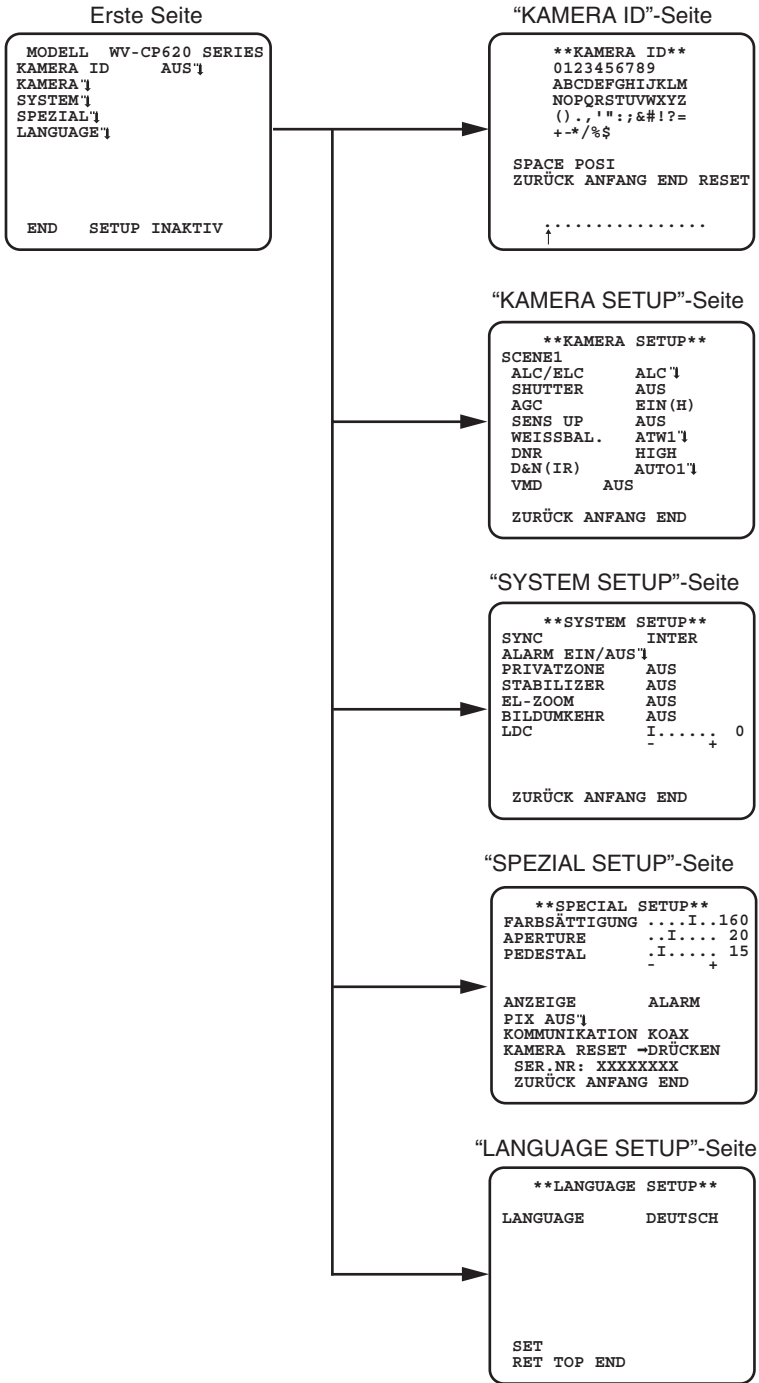 Erste Seite
MODELL WV-CP620 SERIES
KAMERA ID AUS
KAMERA
SYSTEM
SPEZIAL
LANGUAGE
END SETUP INAKTIV
“KAMERA ID”-Seite
**KAMERA ID**
0123456789
ABCDEFGHIJKLM
NOPQRSTUVWXYZ
().,'":;&#!?=
+-*/%$
SPACE POSI
ZURÜCK ANFANG END RESET
................
↑
“KAMERA SETUP”-Seite
**KAMERA SETUP**
SCENE1
ALC/ELC ALC
SHUTTER AUS
AGC EIN(H)
SENS UP AUS
WEISSBAL. ATW1
DNR HIGH
D&N(IR) AUTO1
VMD AUS
ZURÜCK ANFANG END
“SYSTEM SETUP”-Seite
**SYSTEM SETUP**
SYNC INTER
ALARM EIN/AUS
PRIVATZONE AUS
STABILIZER AUS
EL-ZOOM AUS
BILDUMKEHR AUS
LDC I...... 0
- +
ZURÜCK ANFANG END
“SPEZIAL SETUP”-Seite
**SPECIAL SETUP**
FARBSÄTTIGUNG ....I..160
APERTURE ..I.... 20
PEDESTAL .I..... 15
- +
ANZEIGE ALARM
PIX AUS
KOMMUNIKATION KOAX
KAMERA RESET →DRÜCKEN
SER.NR: XXXXXXXX
ZURÜCK ANFANG END
“LANGUAGE SETUP”-Seite
**LANGUAGE SETUP**
LANGUAGE DEUTSCH
SET
RET TOP END